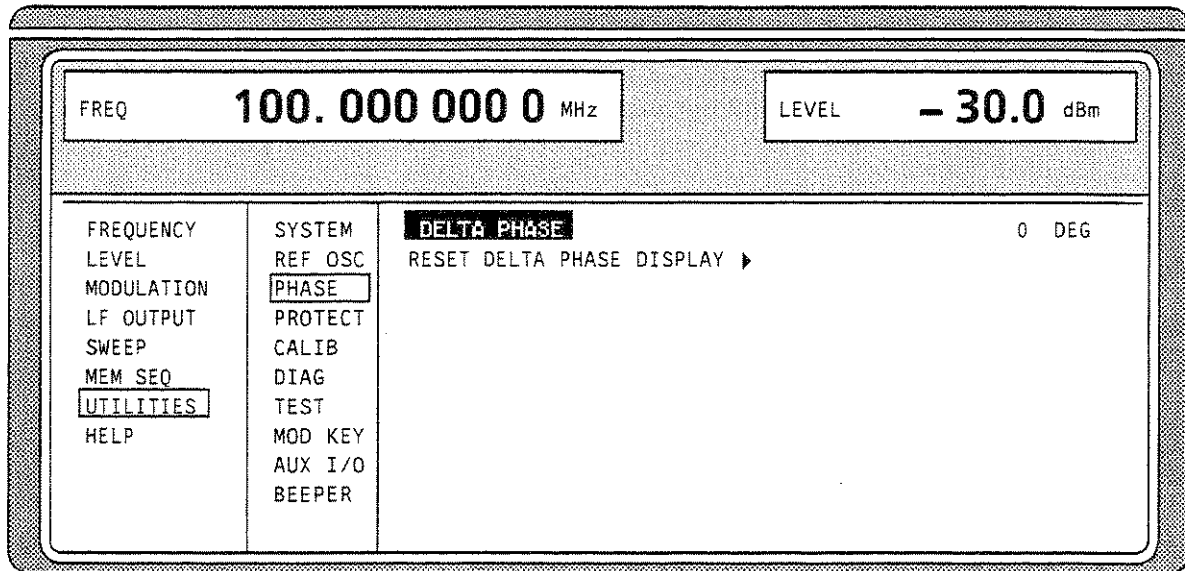 FREQ 100. 000 000 0 MHz LEVEL – 30.0 dBm
FREQUENCY SYSTEM DELTA PHASE 0 DEG
LEVEL REF OSC RESET DELTA PHASE DISPLAY ▶
MODULATION PHASE
LF OUTPUT PROTECT
SWEEP CALIB
MEM SEQ DIAG
UTILITIES TEST
HELP MOD KEY
AUX I/O
BEEPER